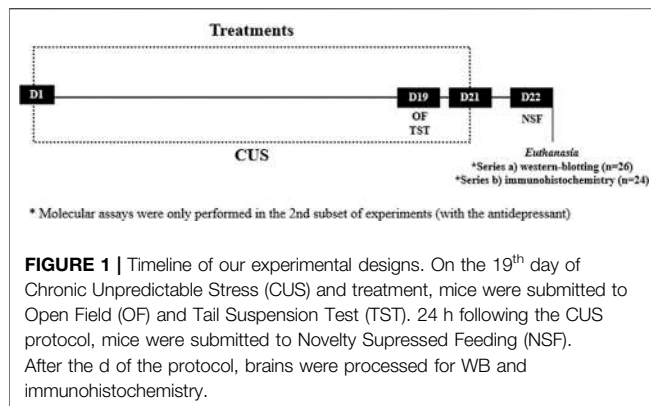 Treatments
D1
D19
D21
D22
OF
TST
NSF
CUS
Euthanasia
*Series a) western-blotting (n=26)
*Series b) immunohistochemistry (n=24)
* Molecular assays were only performed in the 2nd subset of experiments (with the antidepressant)
FIGURE 1 | Timeline of our experimental designs. On the 19th day of
Chronic Unpredictable Stress (CUS) and treatment, mice were submitted to
Open Field (OF) and Tail Suspension Test (TST). 24 h following the CUS
protocol, mice were submitted to Novelty Supressed Feeding (NSF).
After the d of the protocol, brains were processed for WB and
immunohistochemistry.